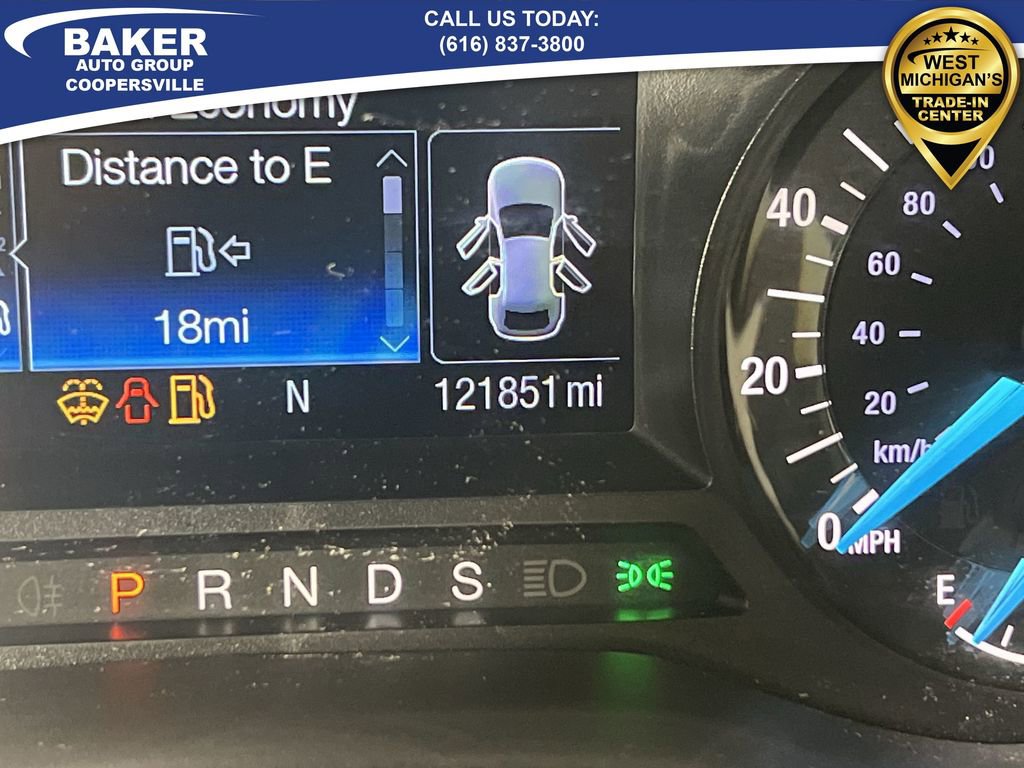 BAKER
AUTO GROUP
COOPERSVILLE
CALL US TODAY:
(616) 837-3800
WEST
MICHIGAN'S
TRADE-IN
CENTER
Economy
Distance to E
18mi
N
121851 mi
40
20
0
MPH
80
60
40
20
km/h
E
P R N D S